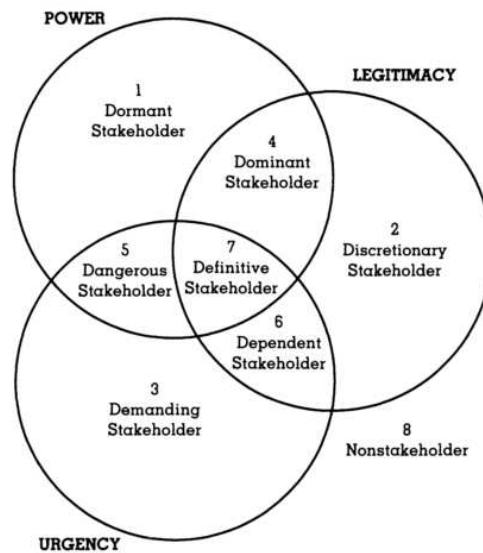 POWER
LEGITIMACY
1
Dormant
Stakeholder
4
Dominant
Stakeholder
2
Discretionary
Stakeholder
5
Dangerous
Stakeholder
7
Definitive
Stakeholder
6
Dependent
Stakeholder
3
Demanding
Stakeholder
8
Nonstakeholder
URGENCY